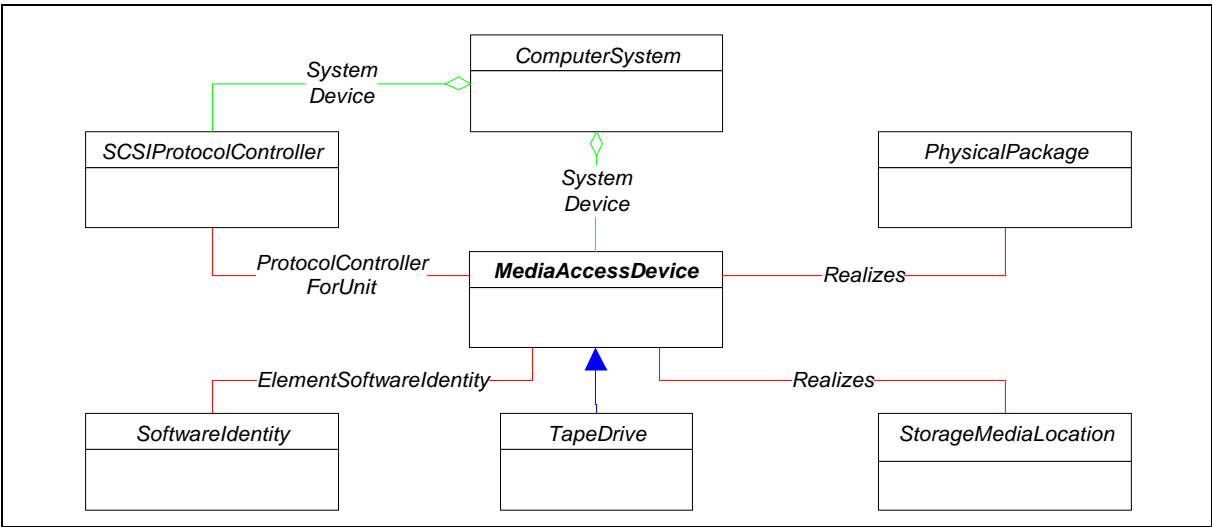 ComputerSystem
System
Device
SCSIProtocolController
PhysicalPackage
System
Device
ProtocolController
ForUnit
MediaAccessDevice
Realizes
ElementSoftwareIdentity
Realizes
SoftwareIdentity
TapeDrive
StorageMediaLocation